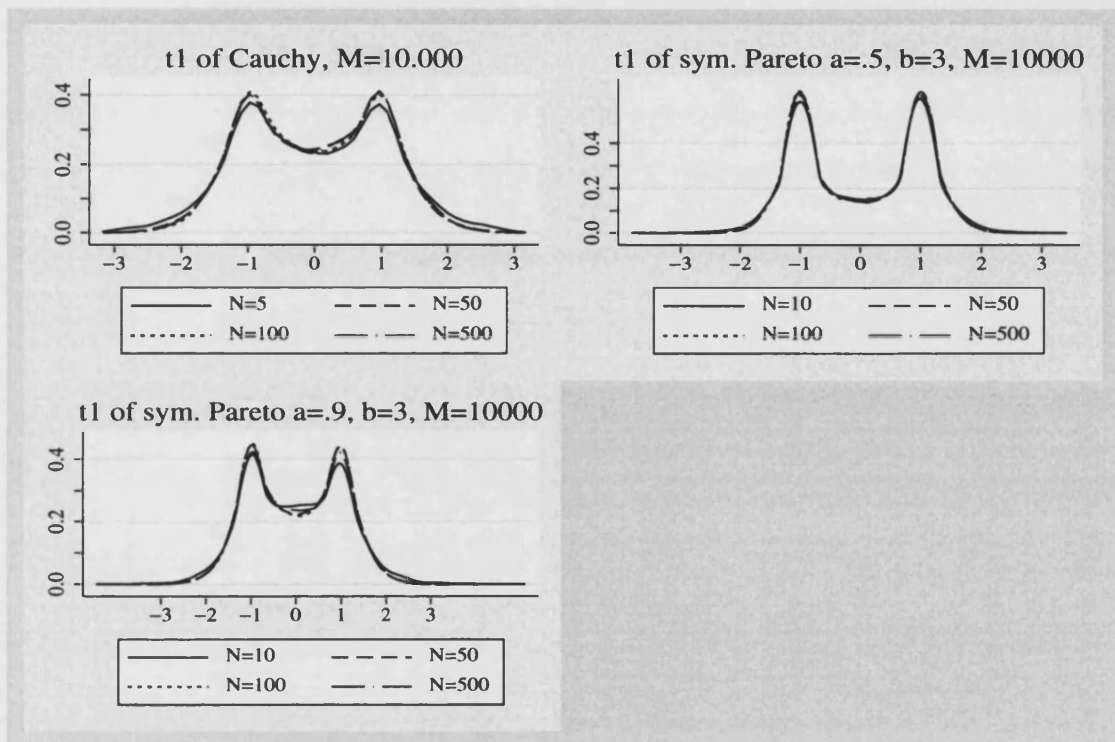 t1 of Cauchy, M=10.000
0.4
0.2
0.0
−3 −2 −1 0 1 2 3
N=5 N=50
N=100 N=500
t1 of sym. Pareto a=.5, b=3, M=10000
0.4
0.2
0.0
−3 −2 −1 0 1 2 3
N=10 N=50
N=100 N=500
t1 of sym. Pareto a=.9, b=3, M=10000
0.4
0.2
0.0
−3 −2 −1 0 1 2 3
N=10 N=50
N=100 N=500